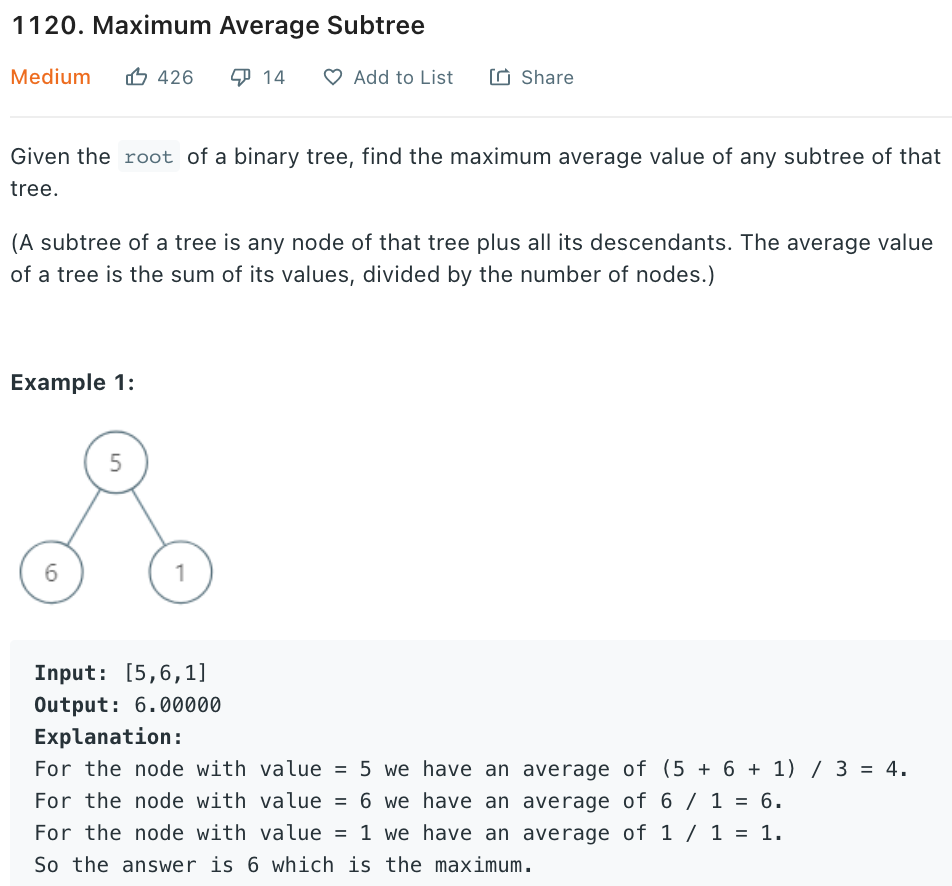 1120. Maximum Average Subtree
Medium 426 14 Add to List Share
Given the root of a binary tree, find the maximum average value of any subtree of that
tree.
(A subtree of a tree is any node of that tree plus all its descendants. The average value
of a tree is the sum of its values, divided by the number of nodes.)
Example 1:
5
6 1
Input: [5,6,1]
Output: 6.00000
Explanation:
For the node with value = 5 we have an average of (5 + 6 + 1) / 3 = 4.
For the node with value = 6 we have an average of 6 / 1 = 6.
For the node with value = 1 we have an average of 1 / 1 = 1.
So the answer is 6 which is the maximum.